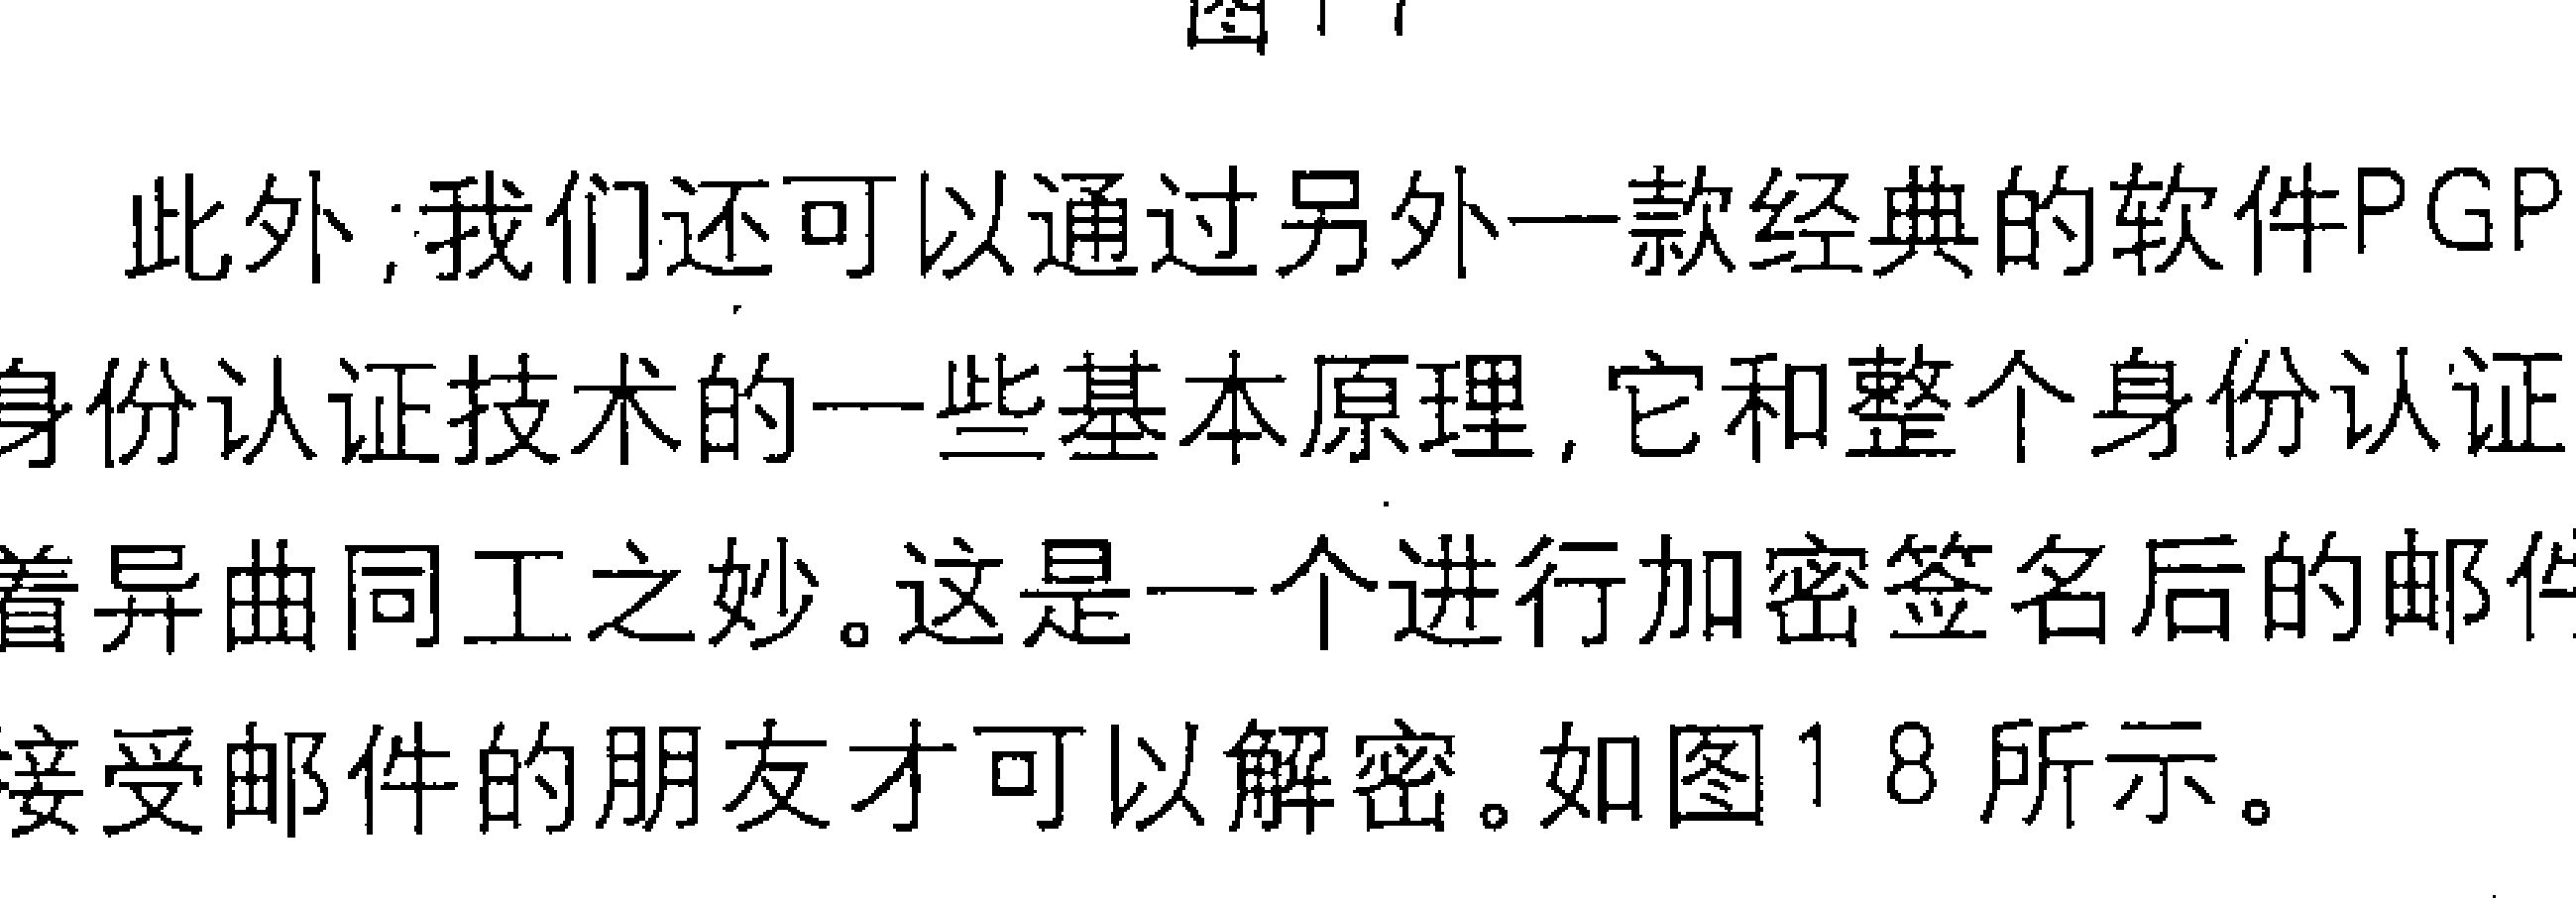 图17
此外,我们还可以通过另外一款经典的软件PGP
身份认证技术的一些基本原理,它和整个身份认证
着异曲同工之妙。这是一个进行加密签名后的邮件
接受邮件的朋友才可以解密。如图18所示。